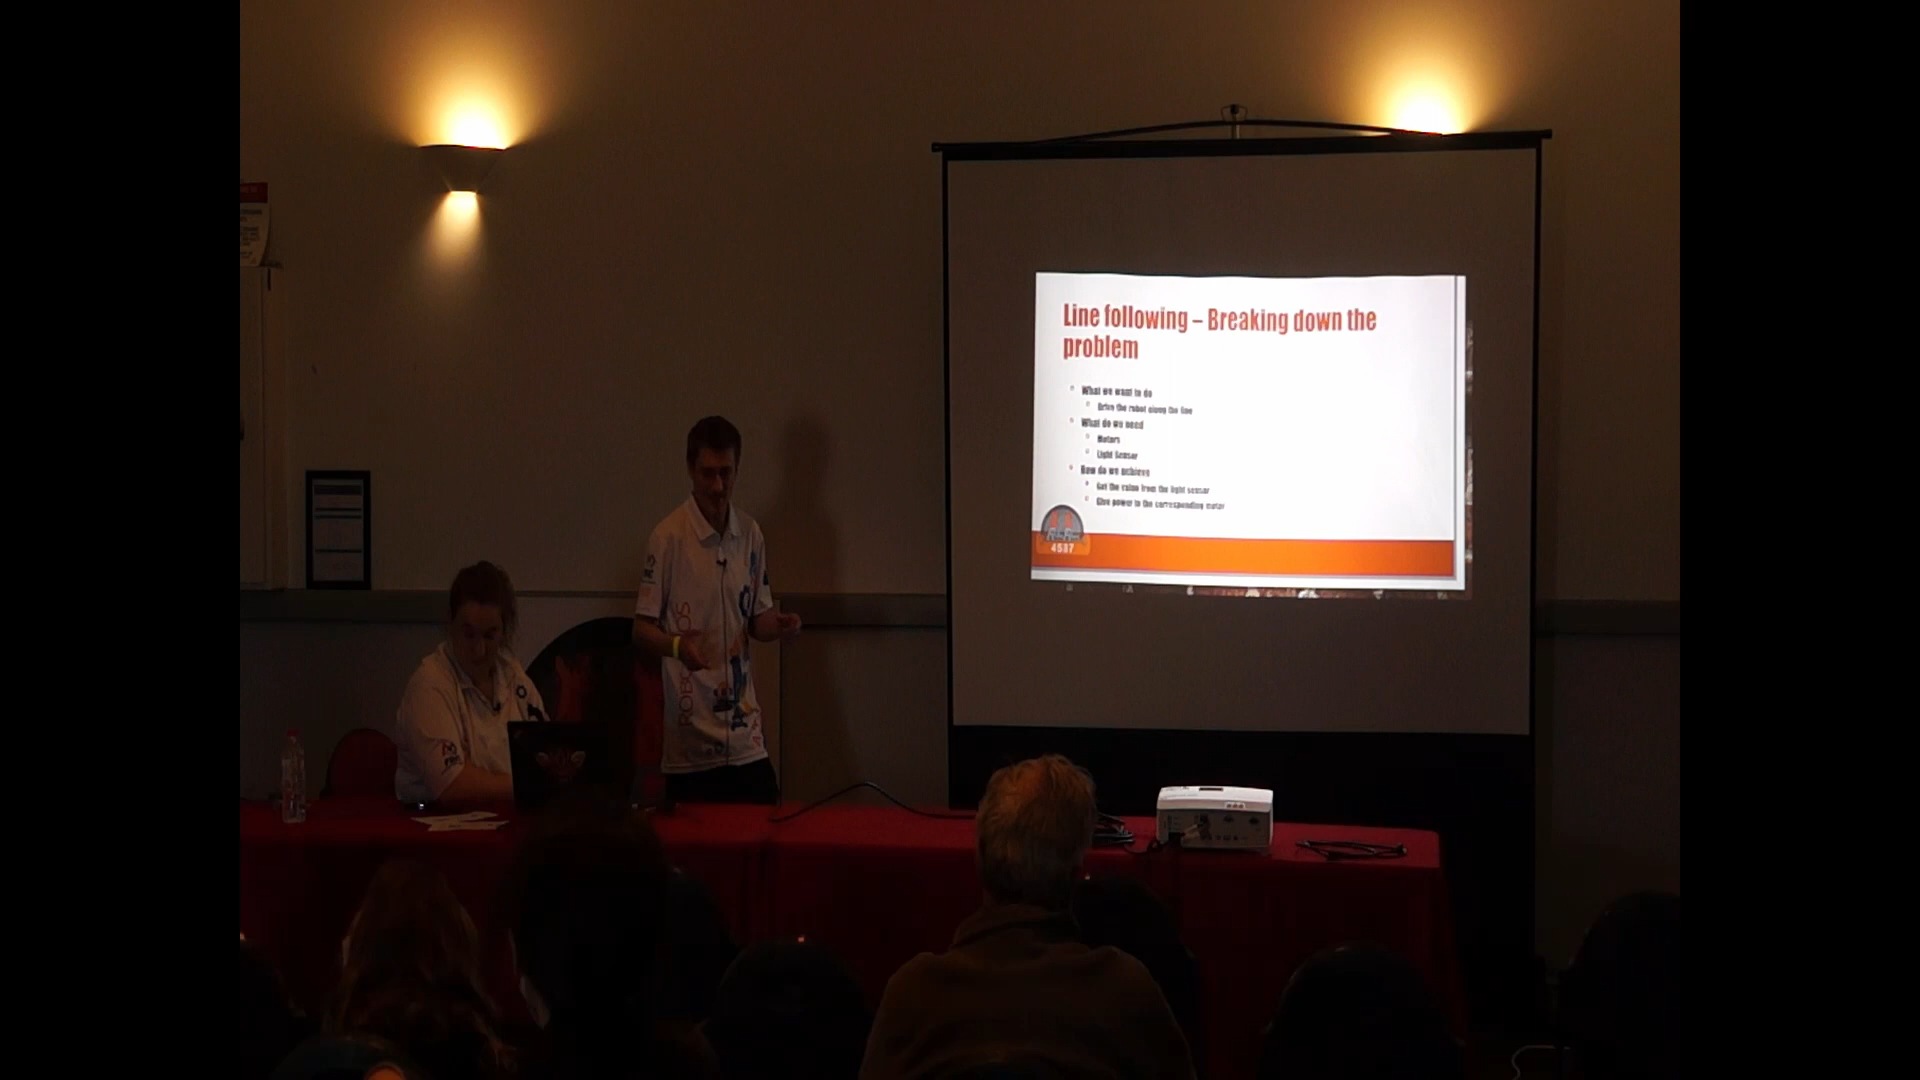 Line following – Breaking down the
problem
What we want to do
Drive the robot along the line
What do we need
Motors
Light Sensor
How do we achieve
Get the value from the light sensor
Give power to the corresponding motor
4537